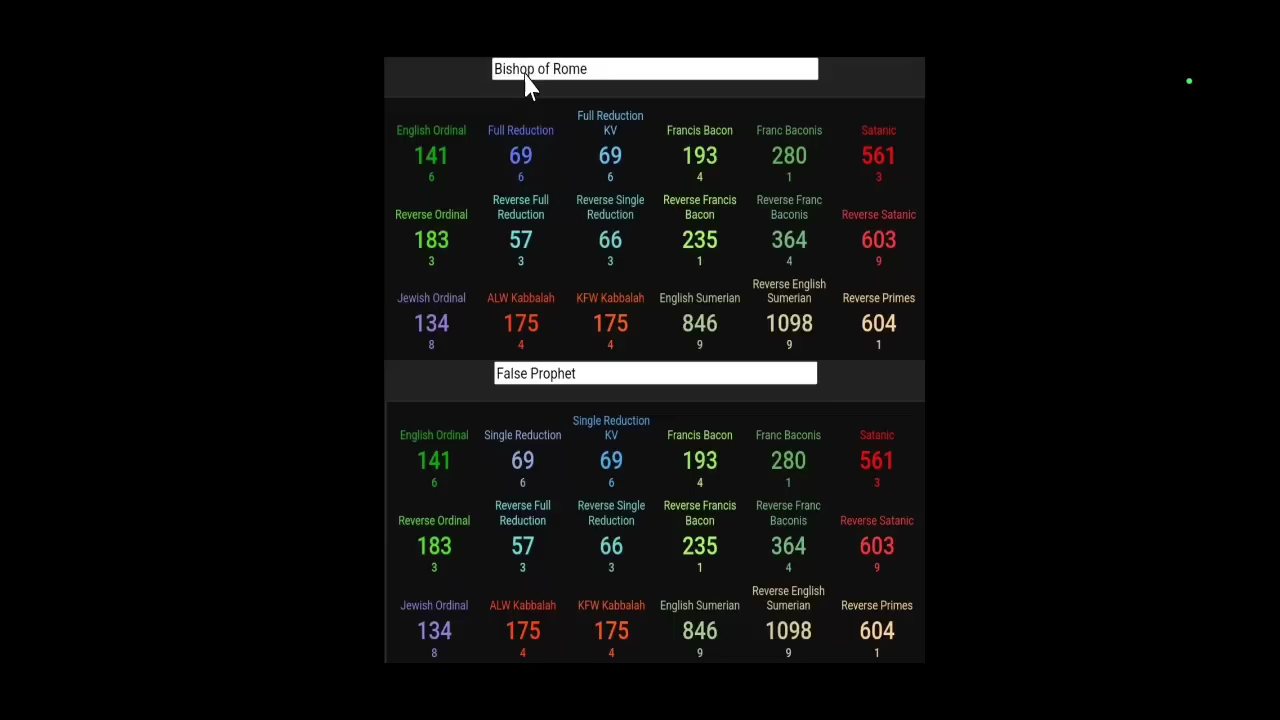 Bishop of Rome
Full Reduction
English Ordinal Full Reduction KV Francis Bacon Franc Baconis Satanic
141 69 69 193 280 561
6 6 6 4 1 3
Reverse Full Reverse Single Reverse Francis Reverse Franc
Reverse Ordinal Reduction Reduction Bacon Baconis Reverse Satanic
183 57 66 235 364 603
3 3 3 1 4 9
Reverse English
Jewish Ordinal ALW Kabbalah KFW Kabbalah English Sumerian Sumerian Reverse Primes
134 175 175 846 1098 604
8 4 4 9 9 1
False Prophet
Single Reduction
English Ordinal Single Reduction KV Francis Bacon Franc Baconis Satanic
141 69 69 193 280 561
6 6 6 4 1 3
Reverse Full Reverse Single Reverse Francis Reverse Franc
Reverse Ordinal Reduction Reduction Bacon Baconis Reverse Satanic
183 57 66 235 364 603
3 3 3 1 4 9
Reverse English
Jewish Ordinal ALW Kabbalah KFW Kabbalah English Sumerian Sumerian Reverse Primes
134 175 175 846 1098 604
8 4 4 9 9 1